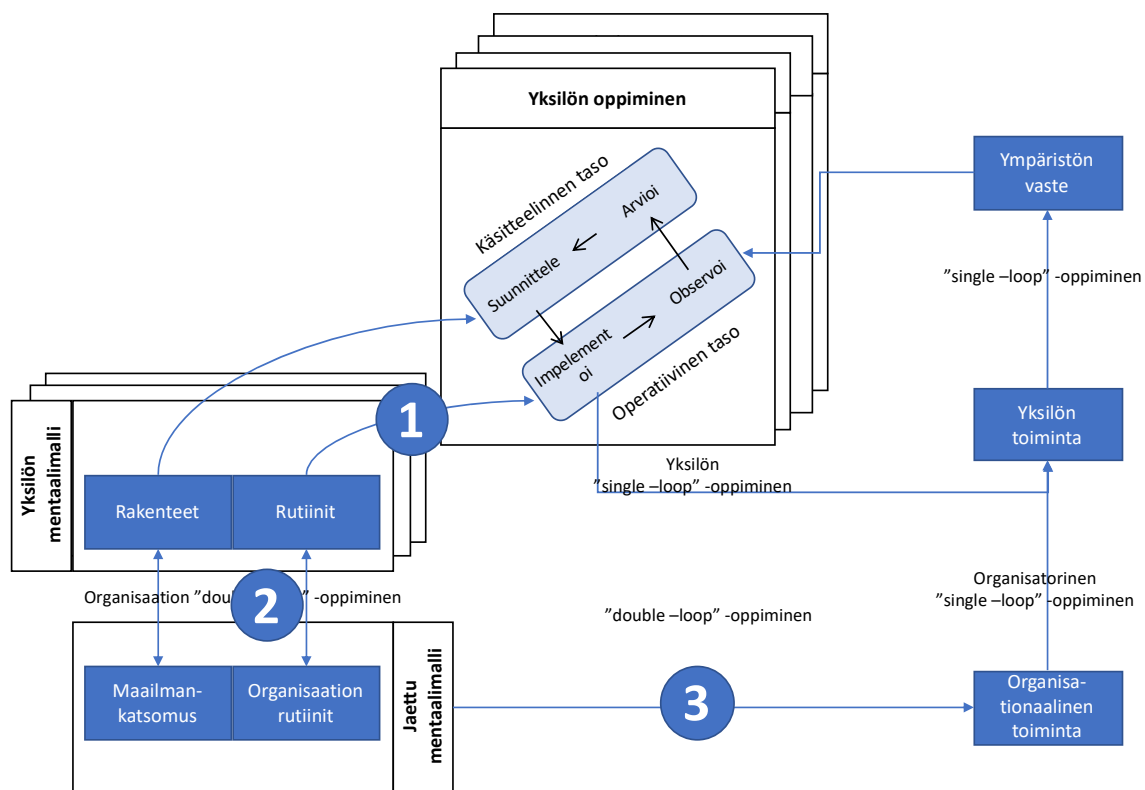 Yksilön oppiminen
Käsitteelinnen taso
Arvioi
Suunnittele
Observoi
Impelement
oi
Operatiivinen taso
Ympäristön
vaste
”single –loop” -oppiminen
Yksilön
toiminta
1
Yksilön
”single –loop” -oppiminen
Yksilön
mentaalimalli
Rakenteet
Rutiinit
Organisaation ”dou
” -oppiminen
2
Organisatorinen
”single –loop” -oppiminen
”double –loop” -oppiminen
Maailman-
katsomus
Organisaation
rutiinit
Jaettu
mentaalimalli
3
Organisa-
tionaalinen
toiminta